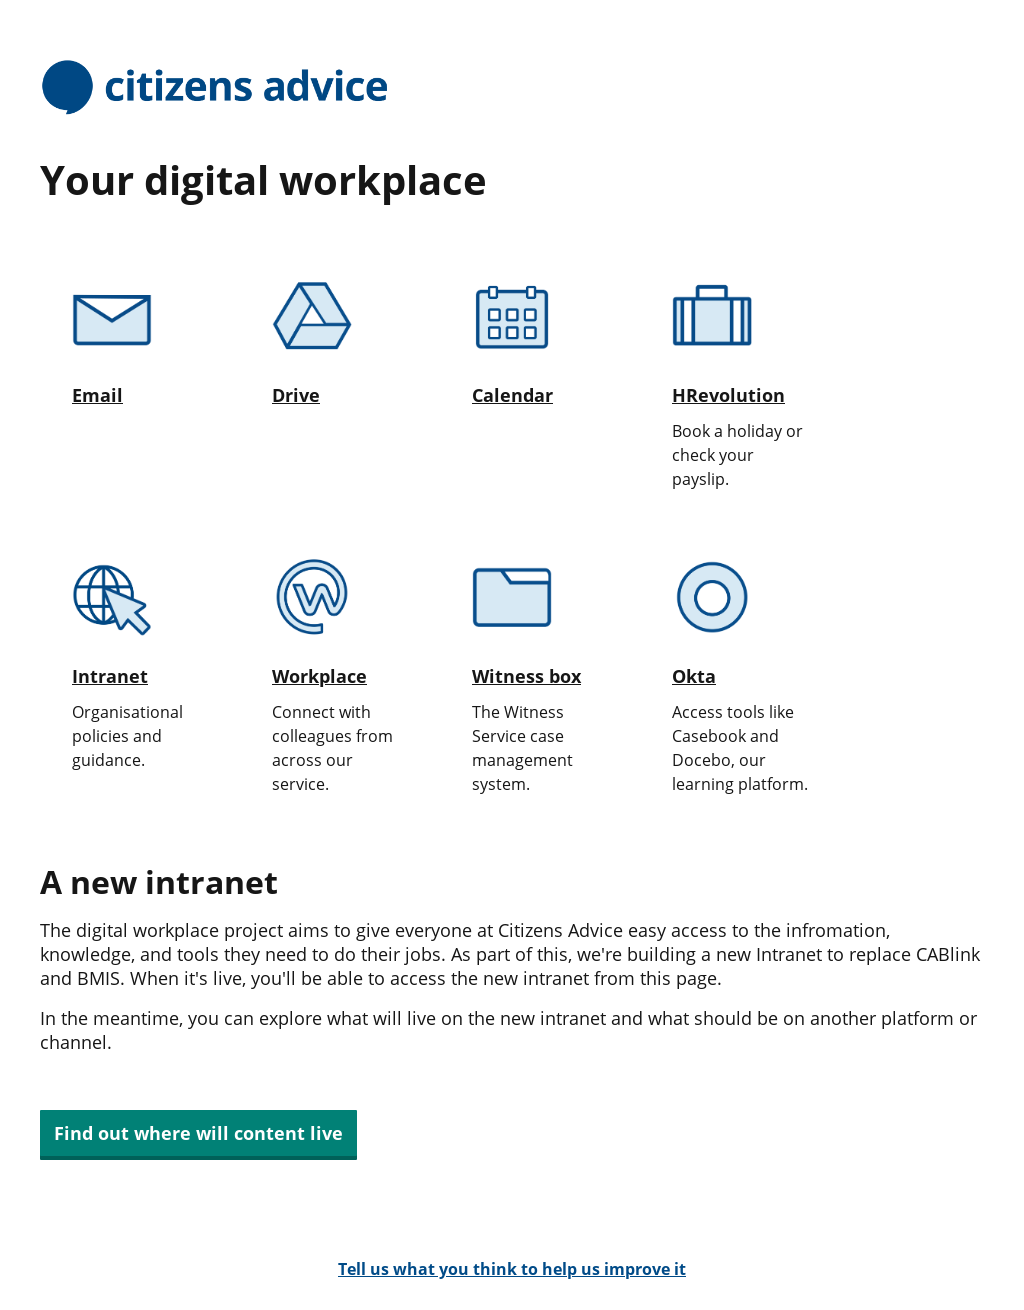 citizens advice
Your digital workplace
Email
Drive
Calendar
HRevolution
Book a holiday or
check your
payslip.
Intranet
Organisational
policies and
guidance.
Workplace
Connect with
colleagues from
across our
service.
Witness box
The Witness
Service case
management
system.
Okta
Access tools like
Casebook and
Docebo, our
learning platform.
A new intranet
The digital workplace project aims to give everyone at Citizens Advice easy access to the infromation,
knowledge, and tools they need to do their jobs. As part of this, we're building a new Intranet to replace CABlink
and BMIS. When it's live, you'll be able to access the new intranet from this page.
In the meantime, you can explore what will live on the new intranet and what should be on another platform or
channel.
Find out where will content live
Tell us what you think to help us improve it